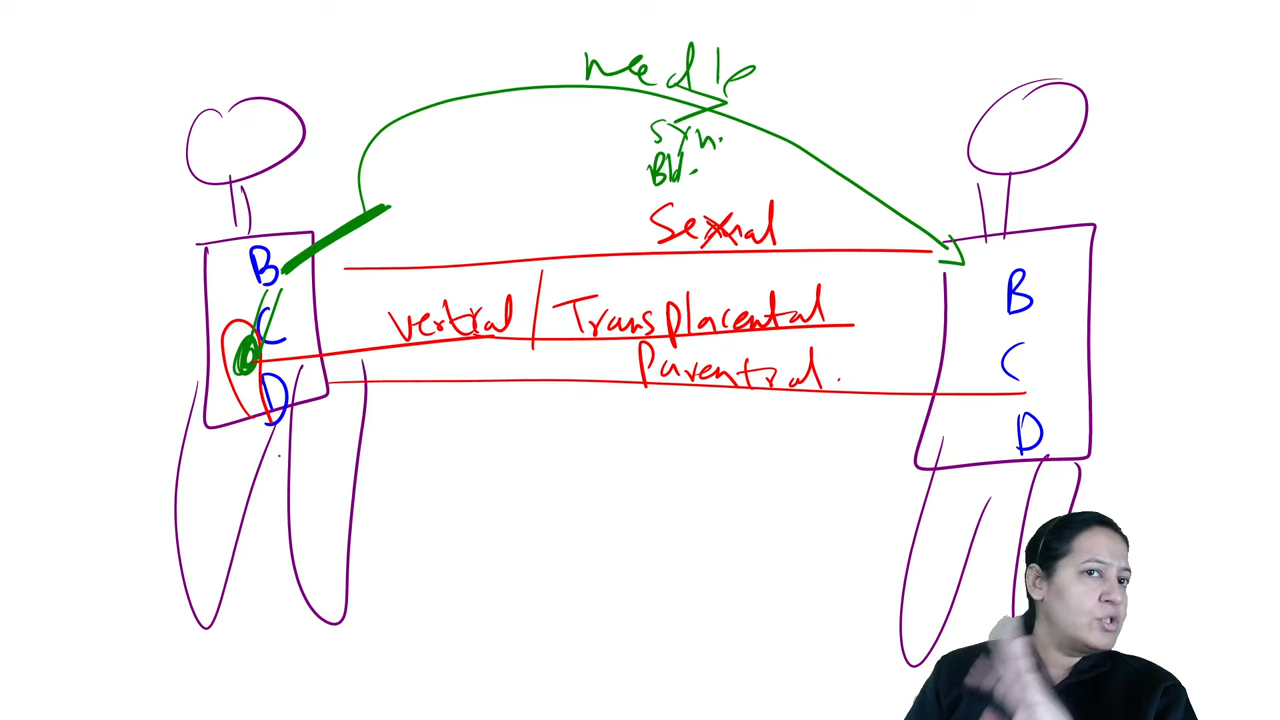 needle
syn.
Bld.
Sexual
B
B
C
vertical / Transplacental
C
Parentral.
D
D